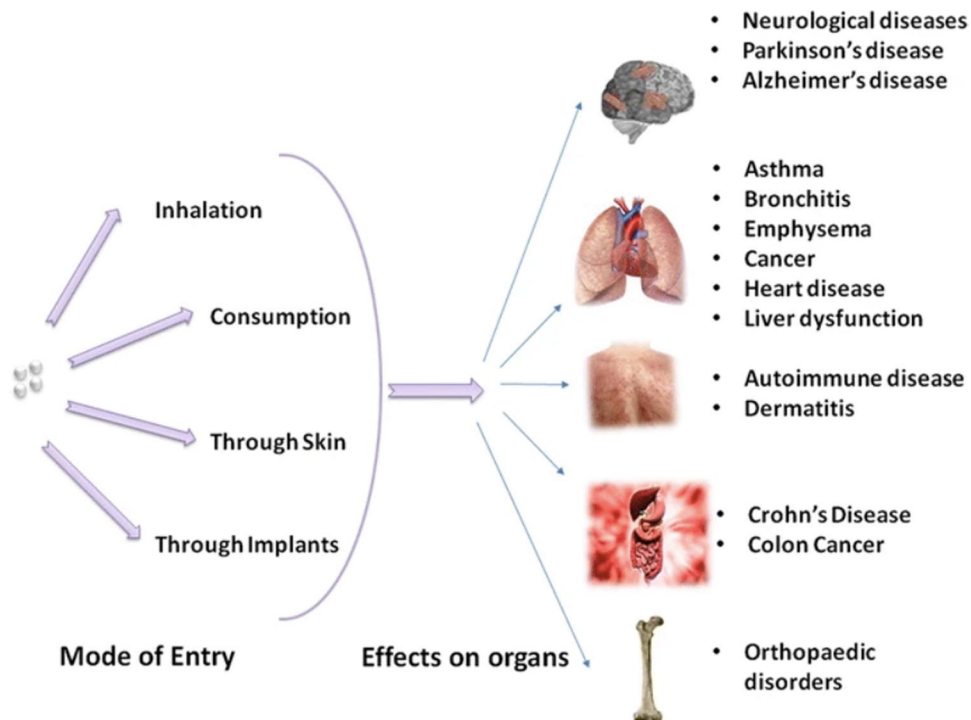 Inhalation
Consumption
Through Skin
Through Implants
Mode of Entry
Effects on organs
• Neurological diseases
• Parkinson's disease
• Alzheimer's disease
• Asthma
• Bronchitis
• Emphysema
• Cancer
• Heart disease
• Liver dysfunction
• Autoimmune disease
• Dermatitis
• Crohn's Disease
• Colon Cancer
• Orthopaedic
disorders